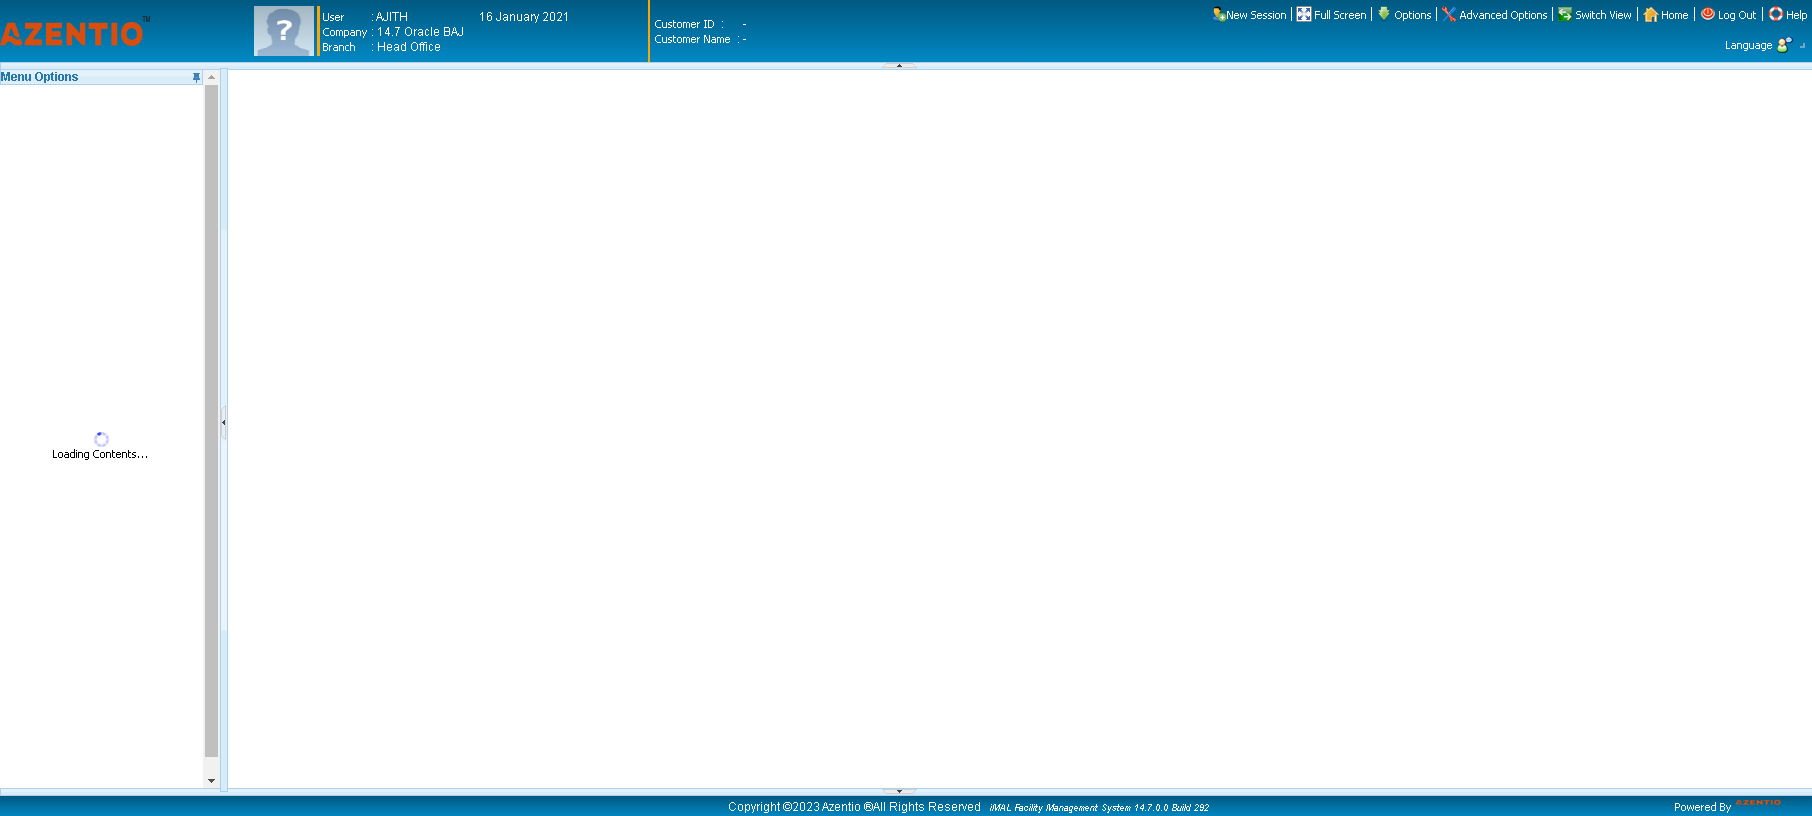 AZENTIO™
User : AJITH 16 January 2021
Company : 14.7 Oracle BAJ
Branch : Head Office
Customer ID : -
Customer Name : -
New Session | Full Screen | Options | Advanced Options | Switch View | Home | Log Out | Help
Language
Menu Options
Loading Contents...
Copyright ©2023 Azentio ®All Rights Reserved iMAL Facility Management System 14.7.0.0 Build 292
Powered By AZENTIO